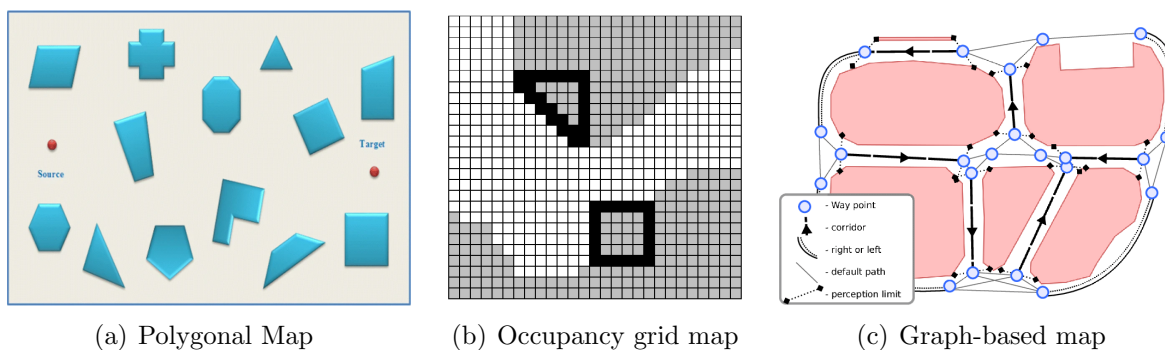 Source
Target
- Way point
- corridor
- right or left
- default path
- perception limit
(a) Polygonal Map
(b) Occupancy grid map
(c) Graph-based map